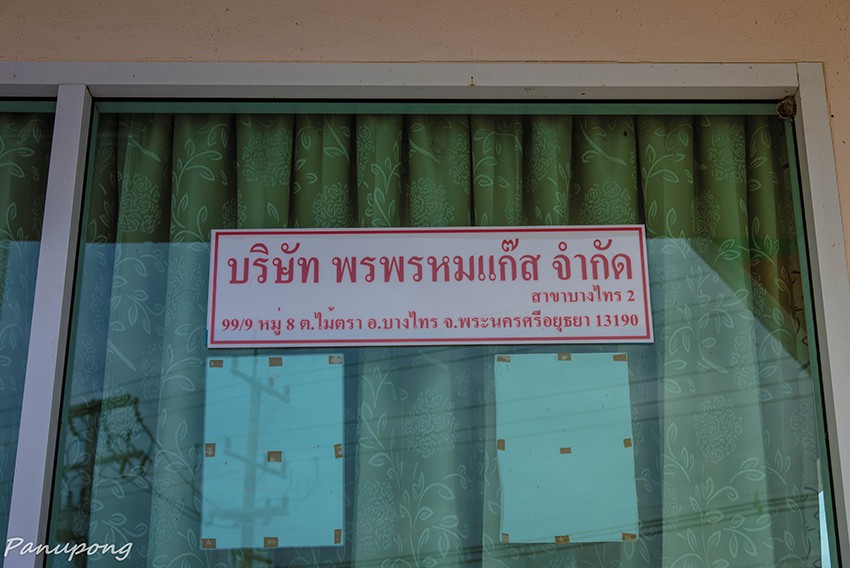 บริษัท พรพรหมแก๊ส จำกัด
สาขาบางไทร 2
99/9 หมู่ 8 ต.ไม้ตรา อ.บางไทร จ.พระนครศรีอยุธยา 13190
Panupong